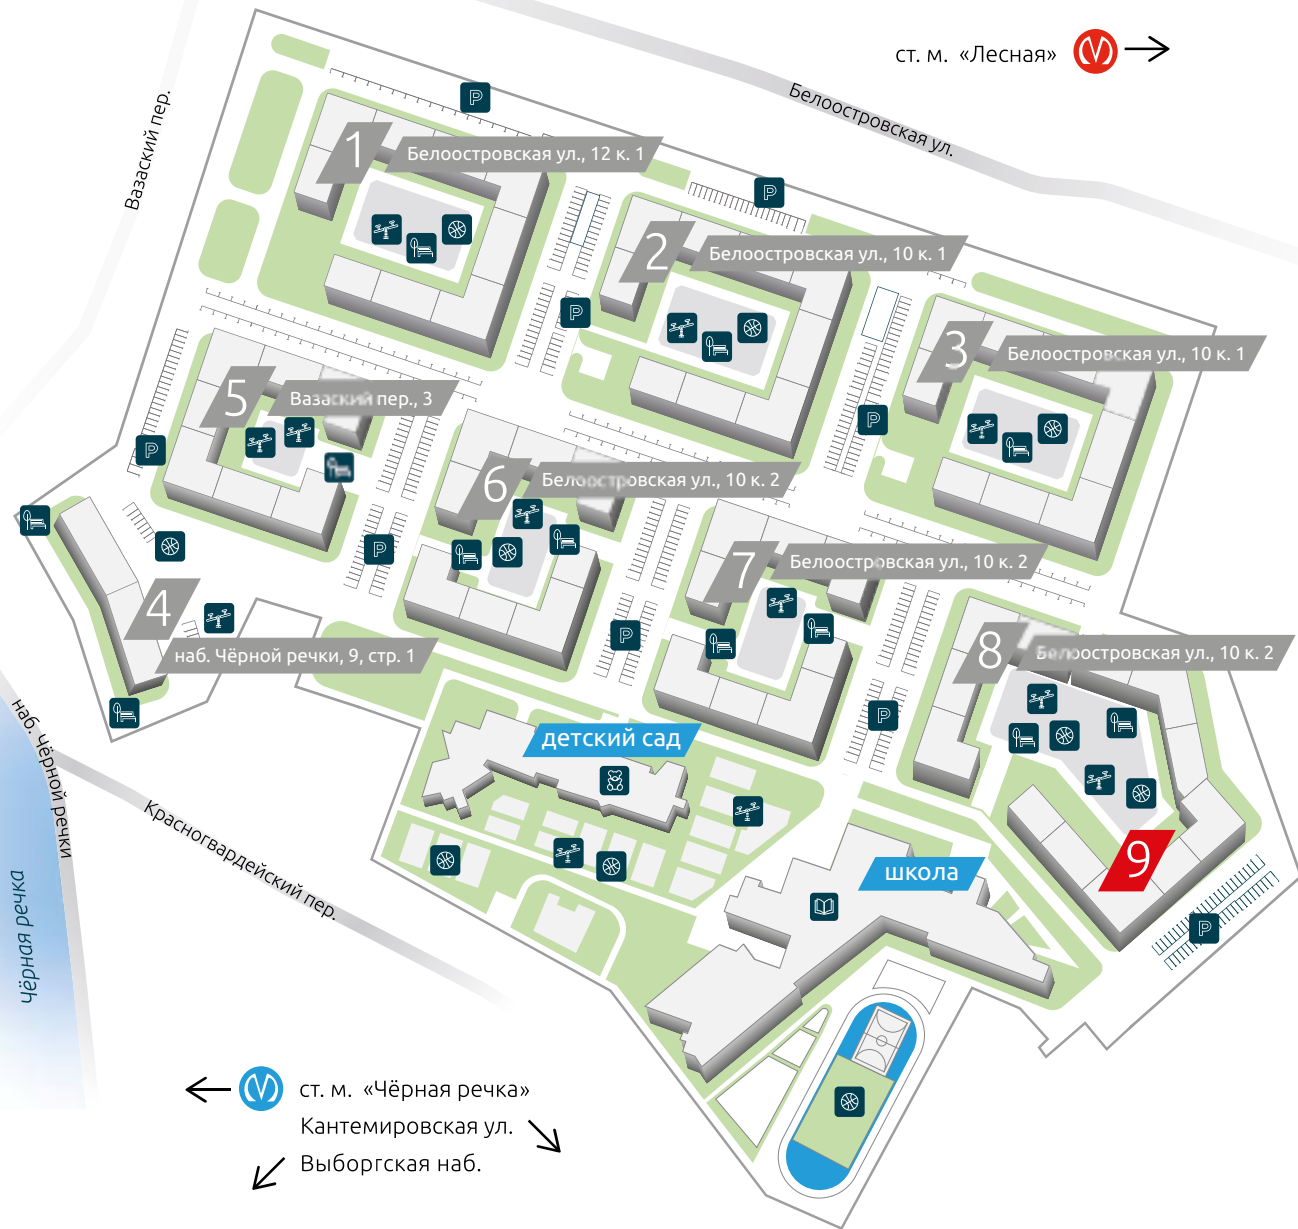 ст. м. «Лесная»
Белоостровская ул.
Вазаский пер.
P
1
Белоостровская ул., 12 к. 1
P
2
Белоостровская ул., 10 к. 1
P
3
Белоостровская ул., 10 к. 1
P
5
Вазаский пер., 3
P
6
Белоостровская ул., 10 к. 2
P
7
Белоостровская ул., 10 к. 2
P
4
наб. Чёрной речки, 9, стр. 1
P
8
Белоостровская ул., 10 к. 2
P
детский сад
наб. Чёрной речки
Красногвардейский пер.
Чёрная речка
школа
9
P
ст. м. «Чёрная речка»
Кантемировская ул.
Выборгская наб.